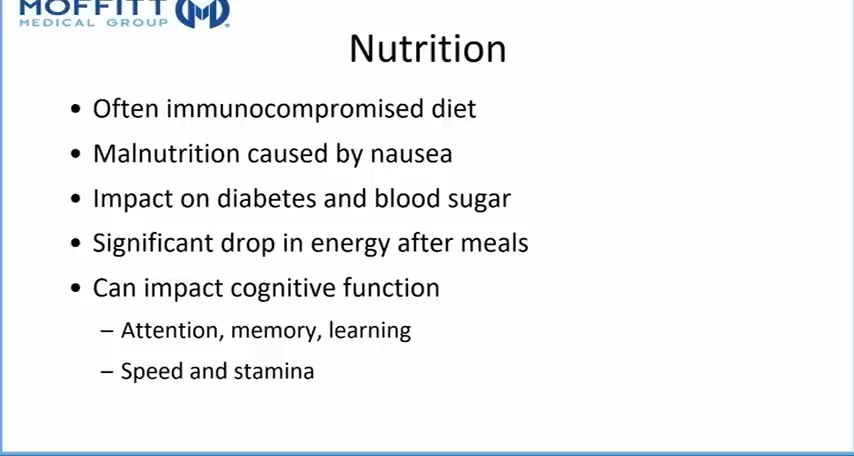 MOFFITT
MEDICAL GROUP
Nutrition
• Often immunocompromised diet
• Malnutrition caused by nausea
• Impact on diabetes and blood sugar
• Significant drop in energy after meals
• Can impact cognitive function
– Attention, memory, learning
– Speed and stamina